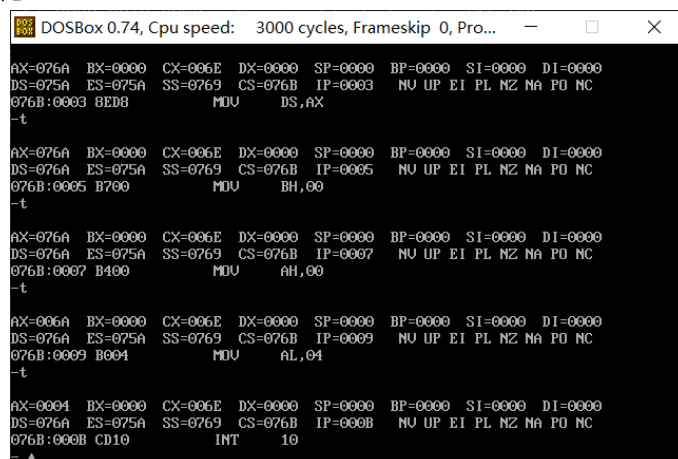 DOSBox 0.74, Cpu speed: 3000 cycles, Frameskip 0, Pro...
AX=076A BX=0000 CX=006E DX=0000 SP=0000 BP=0000 SI=0000 DI=0000
DS=075A ES=075A SS=0769 CS=076B IP=0003 NV UP EI PL NZ NA PO NC
076B:0003 8ED8 MOV DS,AX
-t
AX=076A BX=0000 CX=006E DX=0000 SP=0000 BP=0000 SI=0000 DI=0000
DS=076A ES=075A SS=0769 CS=076B IP=0005 NV UP EI PL NZ NA PO NC
076B:0005 B700 MOV BH,00
-t
AX=076A BX=0000 CX=006E DX=0000 SP=0000 BP=0000 SI=0000 DI=0000
DS=076A ES=075A SS=0769 CS=076B IP=0007 NV UP EI PL NZ NA PO NC
076B:0007 B400 MOV AH,00
-t
AX=006A BX=0000 CX=006E DX=0000 SP=0000 BP=0000 SI=0000 DI=0000
DS=076A ES=075A SS=0769 CS=076B IP=0009 NV UP EI PL NZ NA PO NC
076B:0009 B004 MOV AL,04
-t
AX=0004 BX=0000 CX=006E DX=0000 SP=0000 BP=0000 SI=0000 DI=0000
DS=076A ES=075A SS=0769 CS=076B IP=000B NV UP EI PL NZ NA PO NC
076B:000B CD10 INT 10